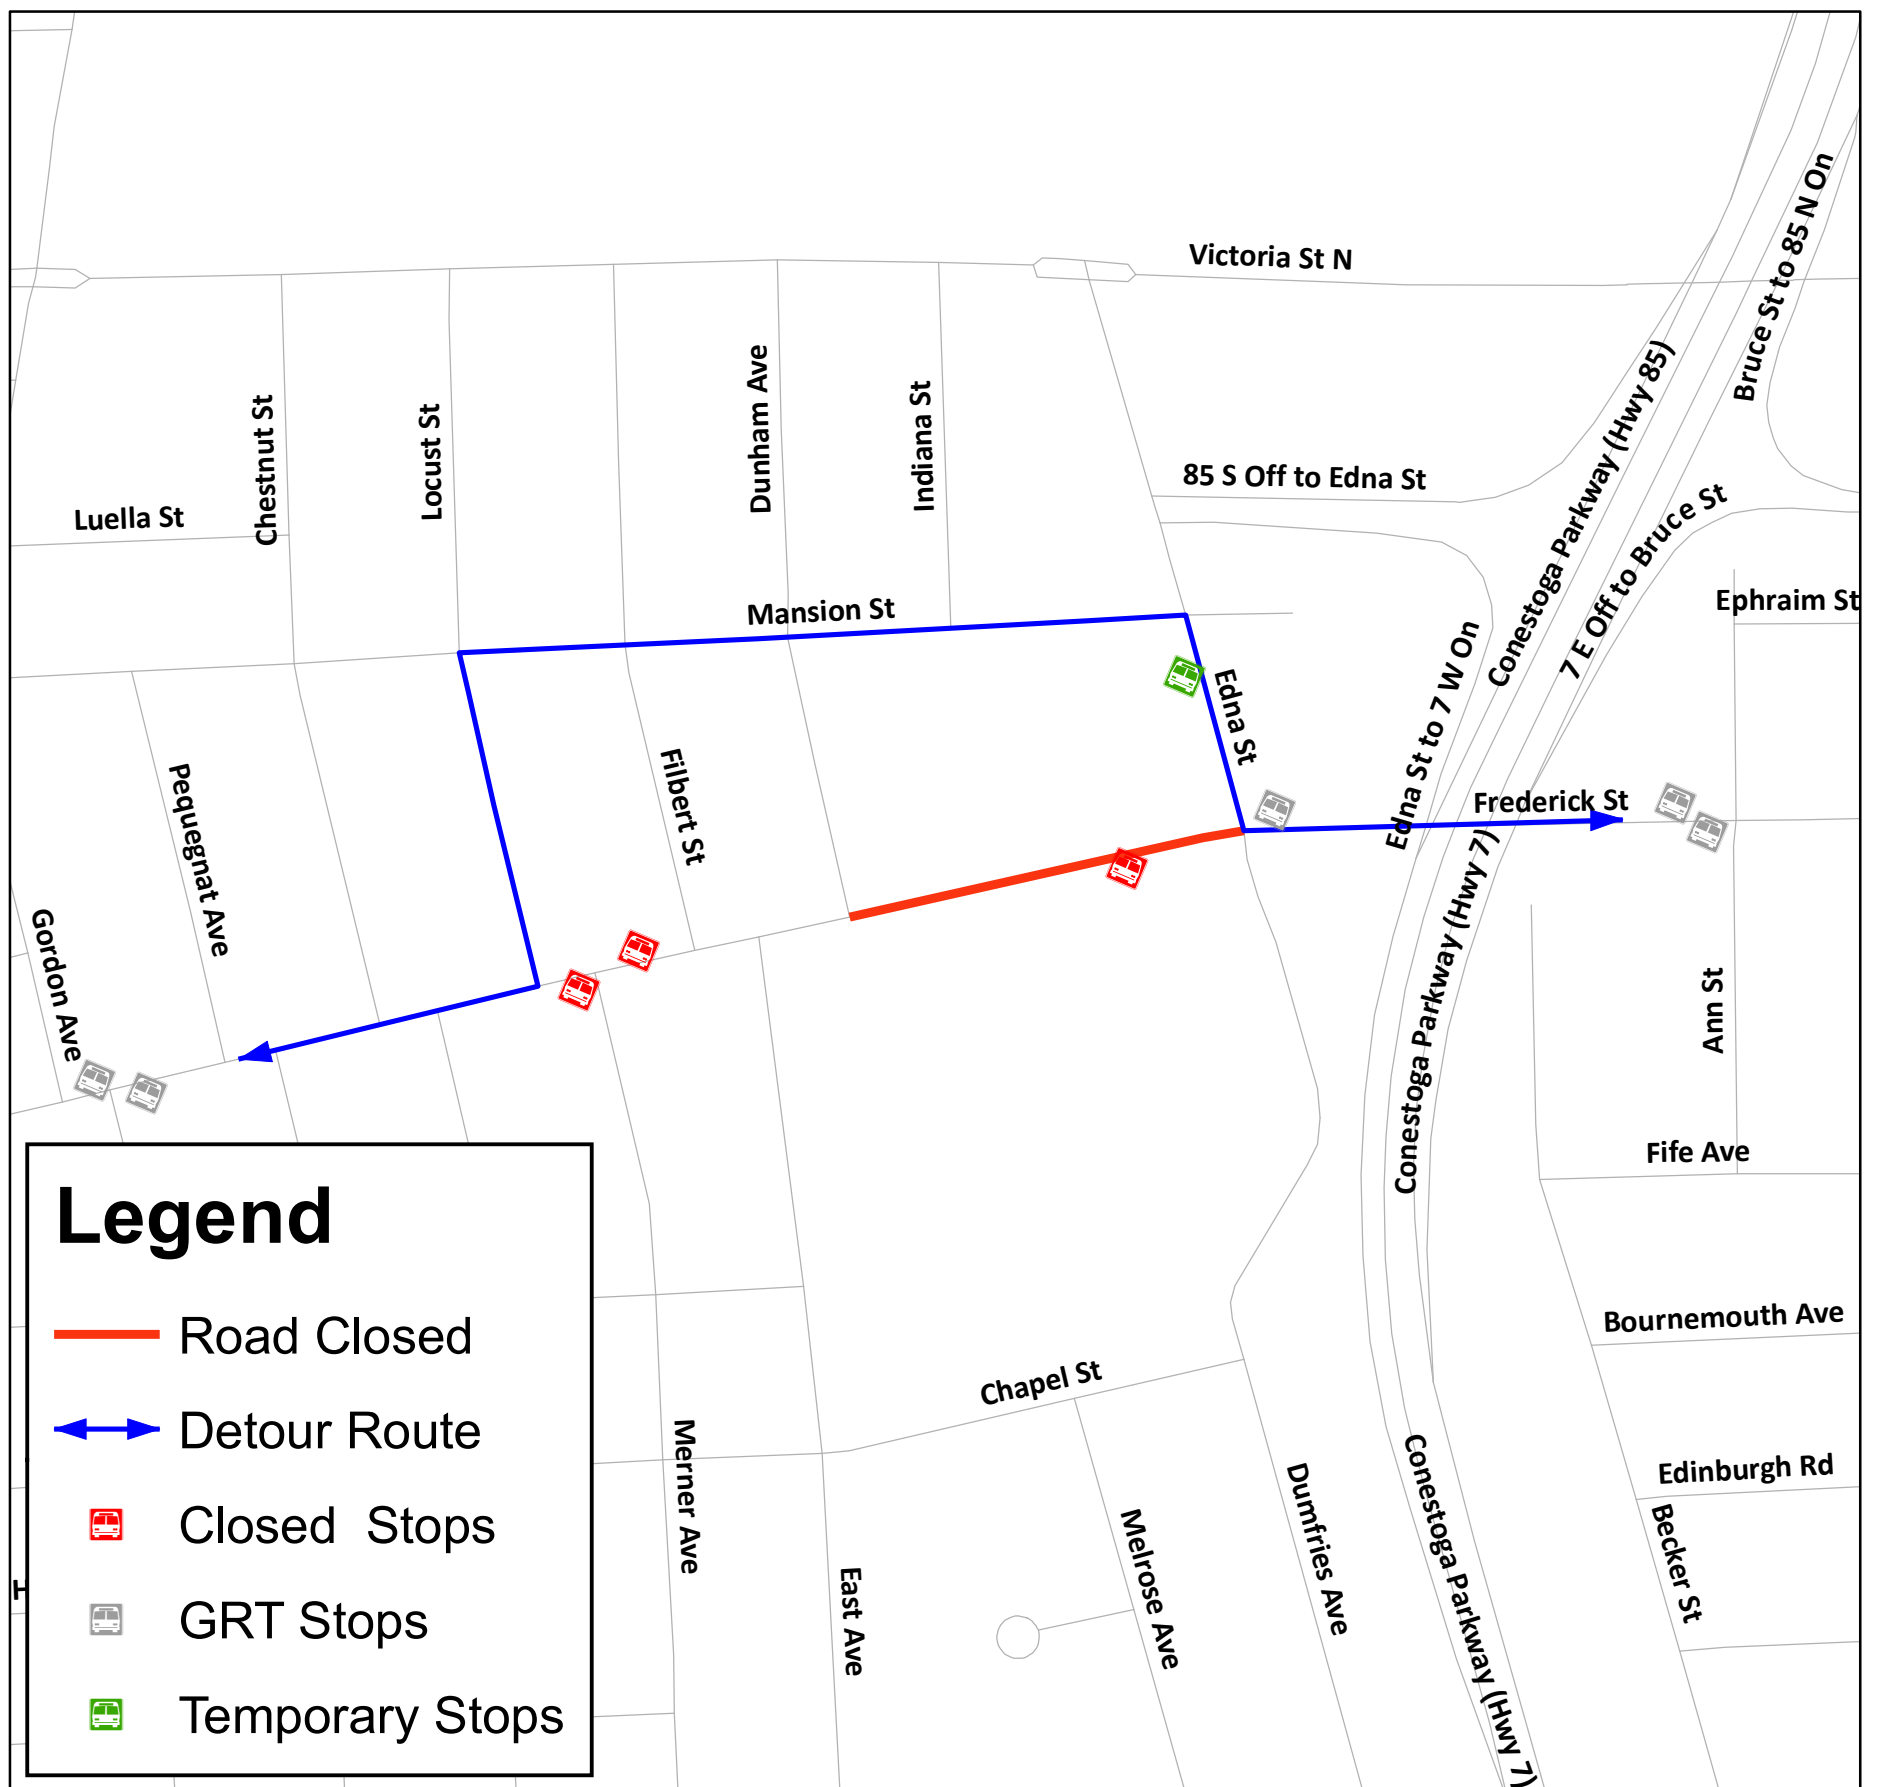 Victoria St N
Bruce St to 85 N On
Conestoga Parkway (Hwy 85)
Dunham Ave
Indiana St
Chestnut St
Locust St
85 S Off to Edna St
7 E Off to Bruce St
Luella St
Mansion St
Ephraim St
Edna St to 7 W On
Edna St
Filbert St
Pequegnat Ave
Frederick St
Gordon Ave
Conestoga Parkway (Hwy 7)
Ann St
Fife Ave
Legend
Road Closed
Detour Route
Closed Stops
GRT Stops
Temporary Stops
H
Bournemouth Ave
Chapel St
Merner Ave
East Ave
Melrose Ave
Dumfries Ave
Conestoga Parkway (Hwy 7)
Edinburgh Rd
Becker St